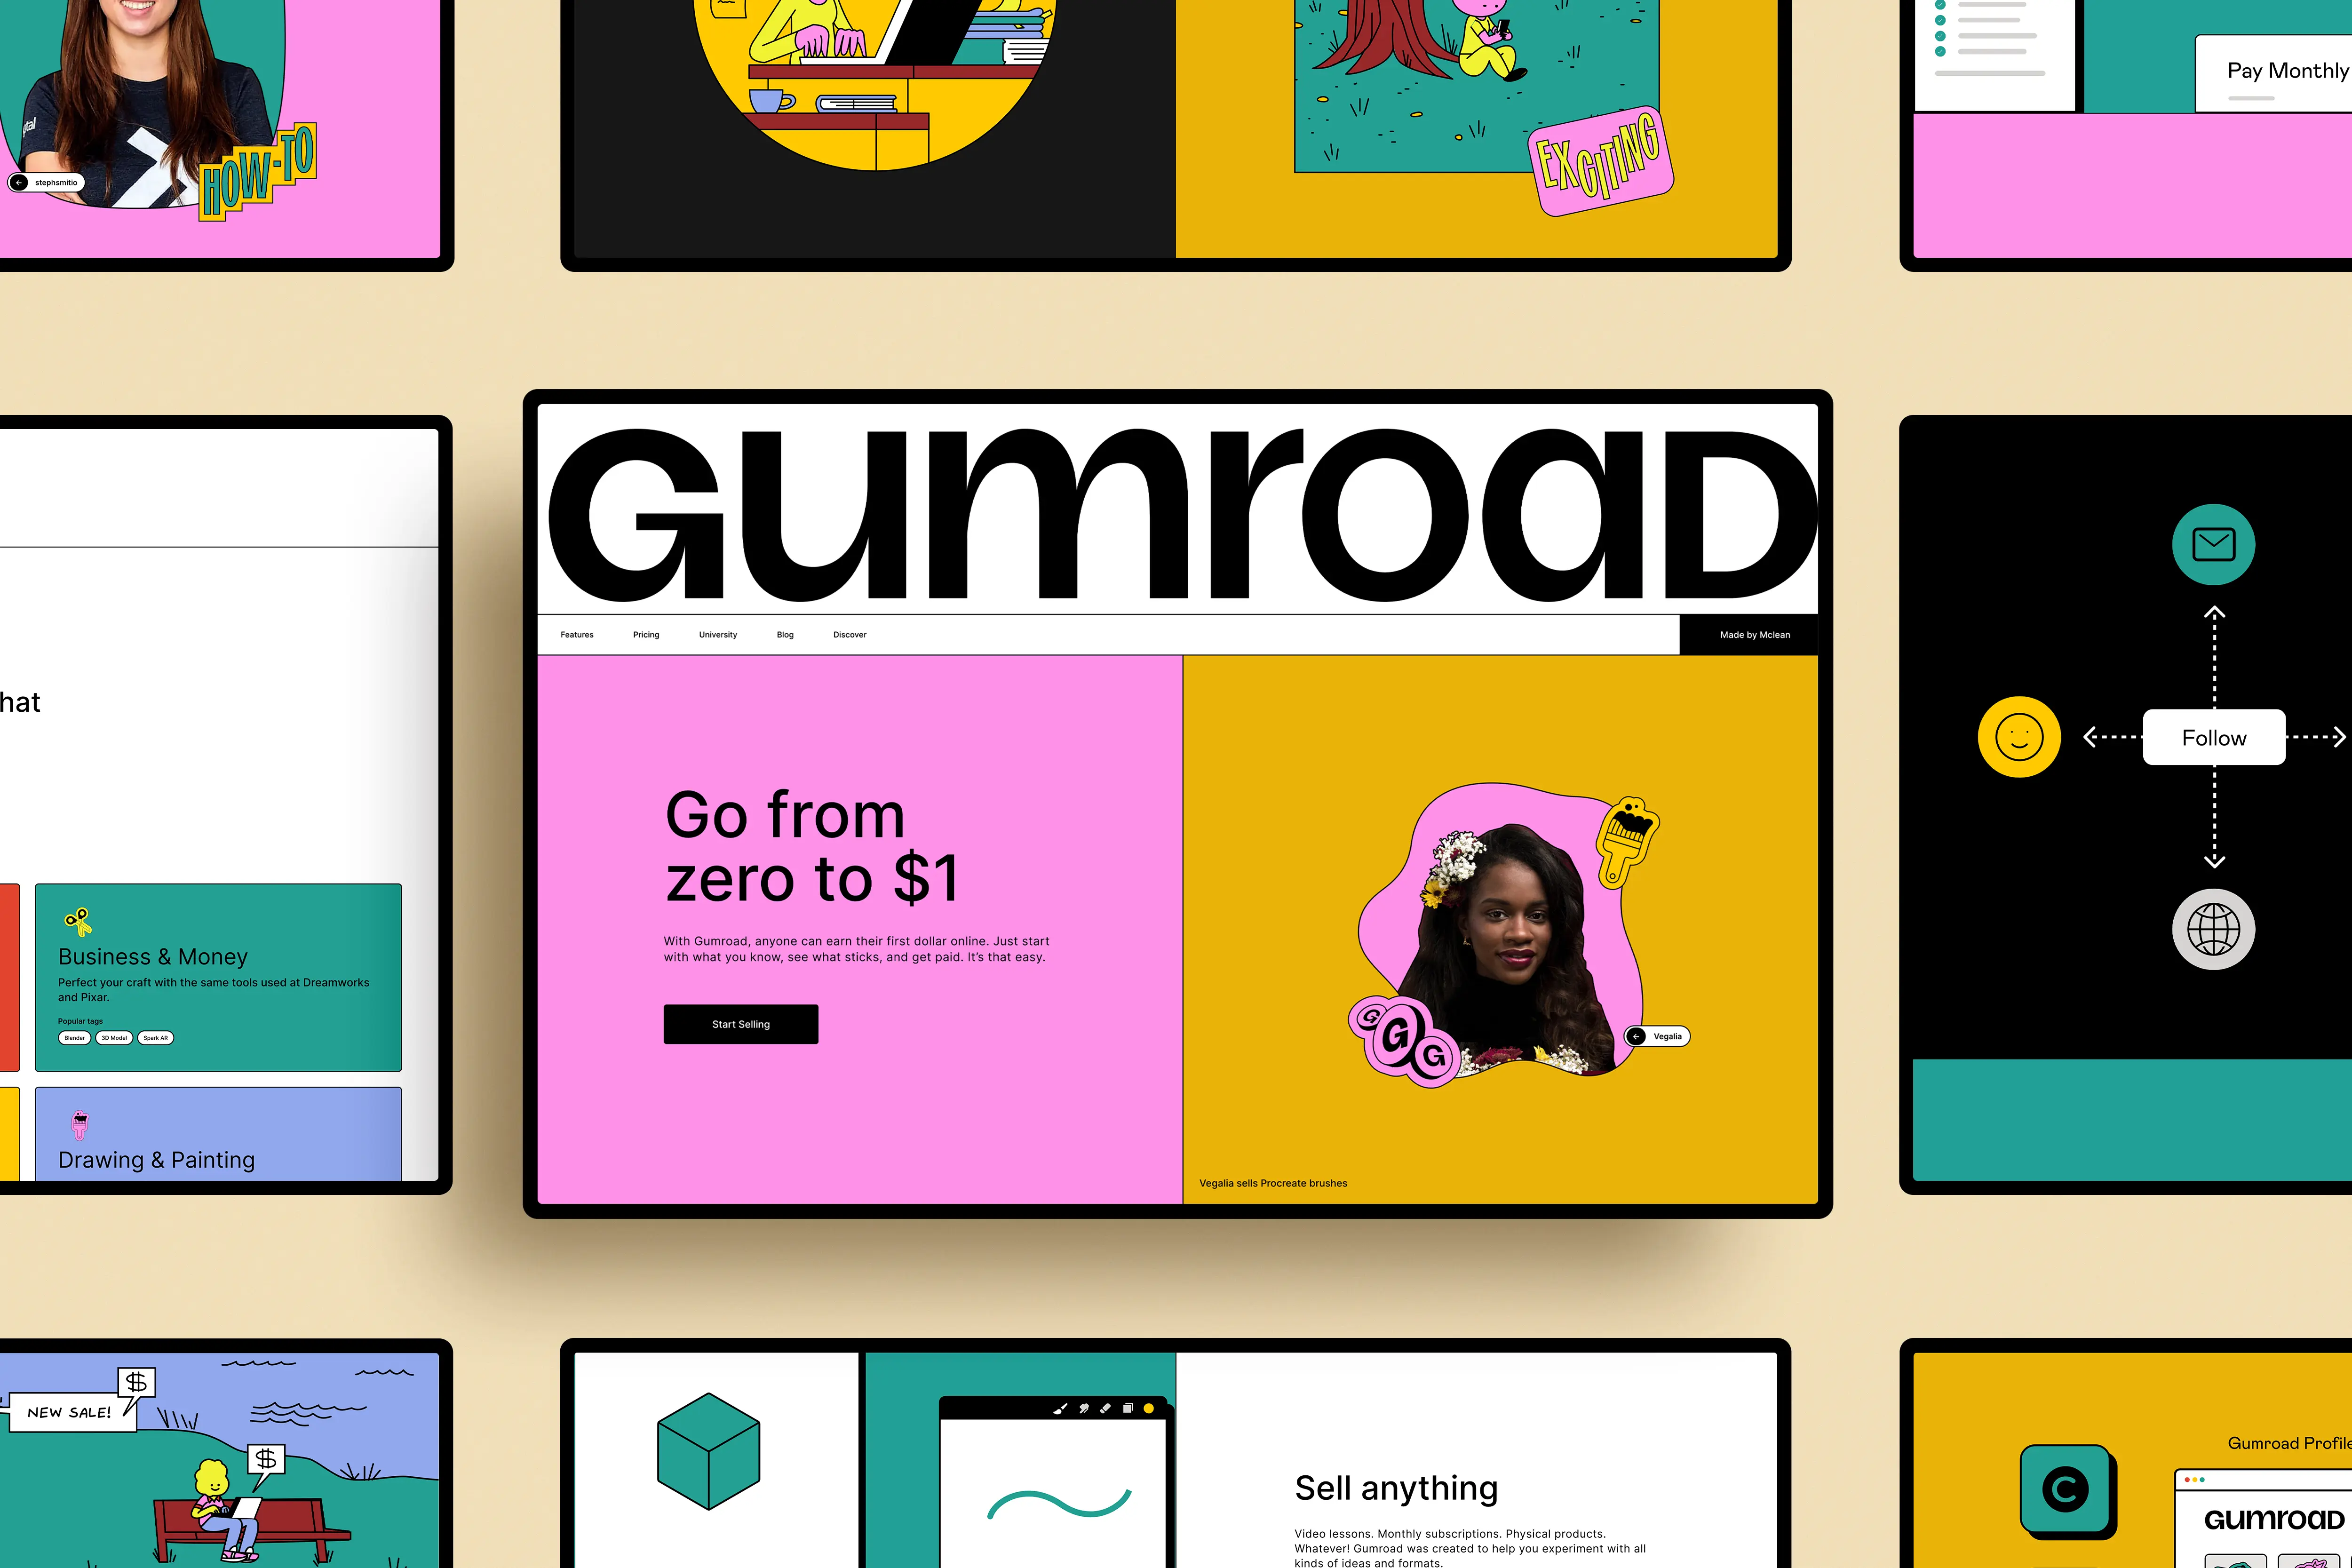 stephsmitio
HOW-TO
EXCITING
Pay Monthly
hat
Business & Money
Perfect your craft with the same tools used at Dreamworks
and Pixar.
Popular tags
Blender
3D Model
Spark AR
Drawing & Painting
GumroaD
Features
Pricing
University
Blog
Discover
Made by Mclean
Go from
zero to $1
With Gumroad, anyone can earn their first dollar online. Just start
with what you know, see what sticks, and get paid. It's that easy.
Start Selling
G
G
G
Vegalia
Vegalia sells Procreate brushes
Follow
$
NEW SALE!
$
Sell anything
Video lessons. Monthly subscriptions. Physical products.
Whatever! Gumroad was created to help you experiment with all
kinds of ideas and formats.
Gumroad Profile
C
GumroaD